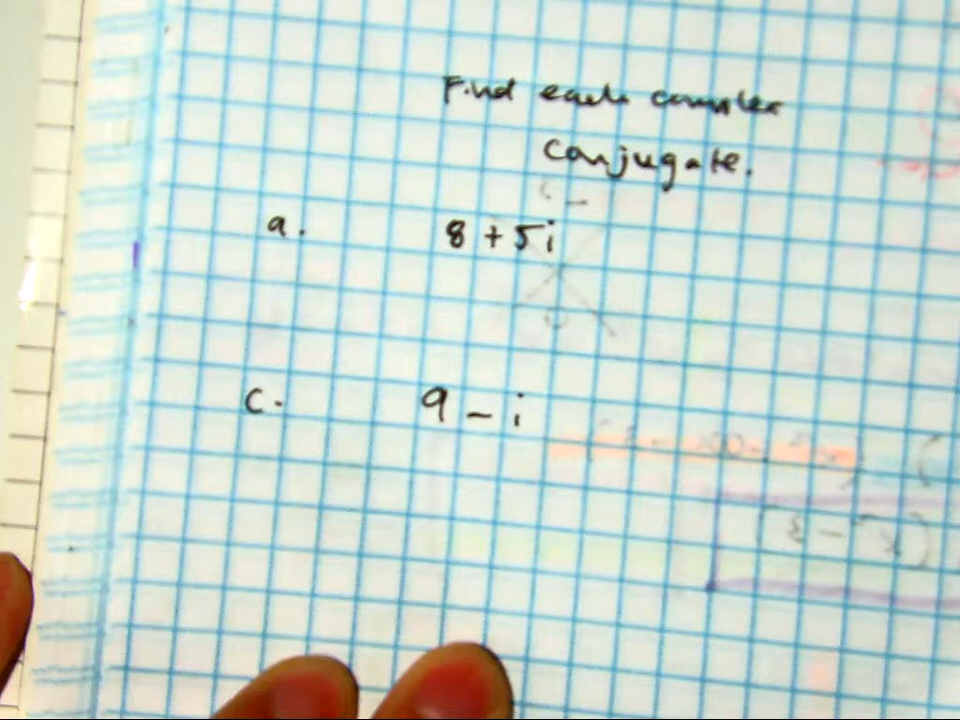 Find each complex
conjugate.
a. 8 + 5i
c. 9 - i